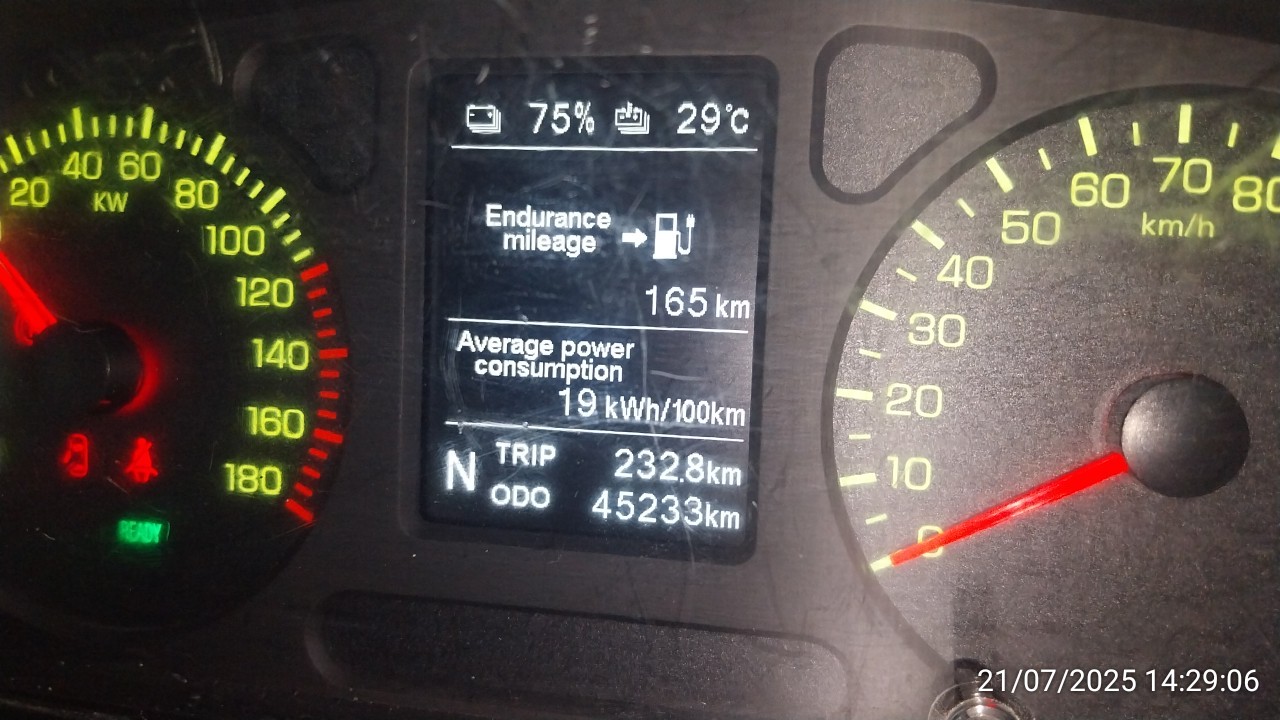 75% 29°C
Endurance
mileage
165 km
Average power
consumption
19 kWh/100km
N
TRIP 232.8km
ODO 45233km
20 40 60 80 100 120 140 160 180
KW
READY
0 10 20 30 40 50 60 70 80
km/h
21/07/2025 14:29:06